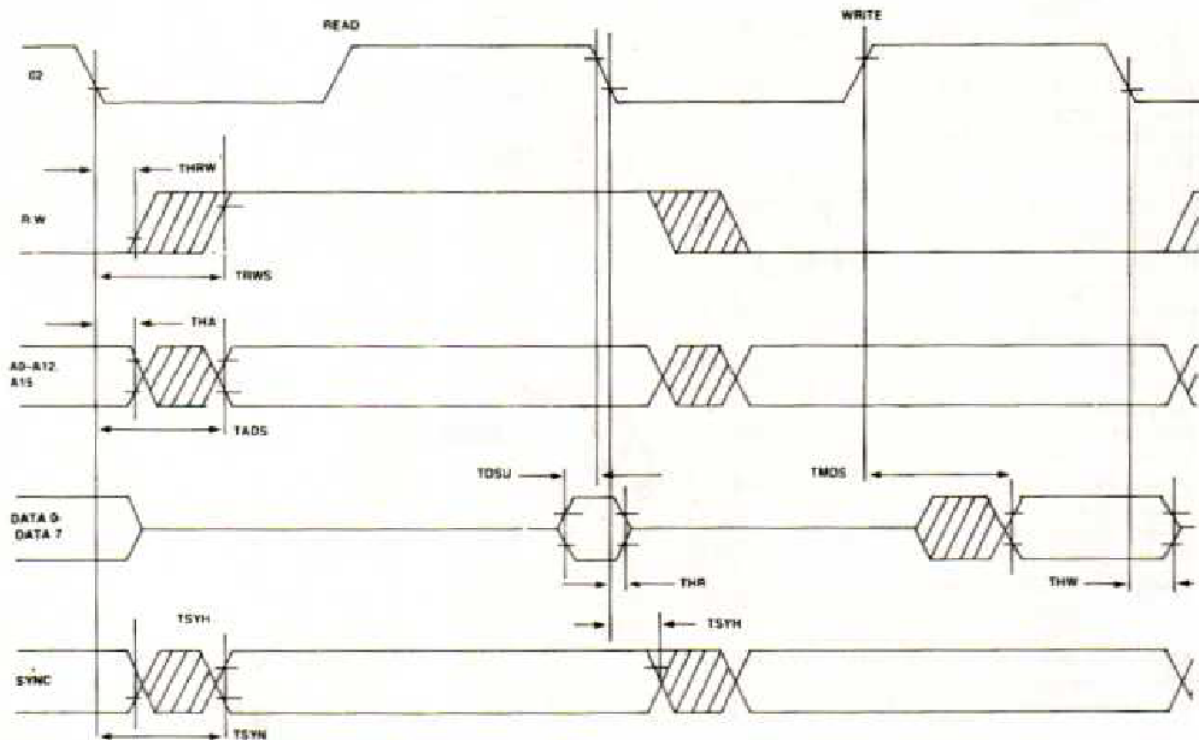 READ
WRITE
02
THRW
R/W
TRWS
THA
A0-A12,
A15
TADS
TDSU
TMDS
DATA 0-
DATA 7
THR
THW
TSYH
TSYH
SYNC
TSYN